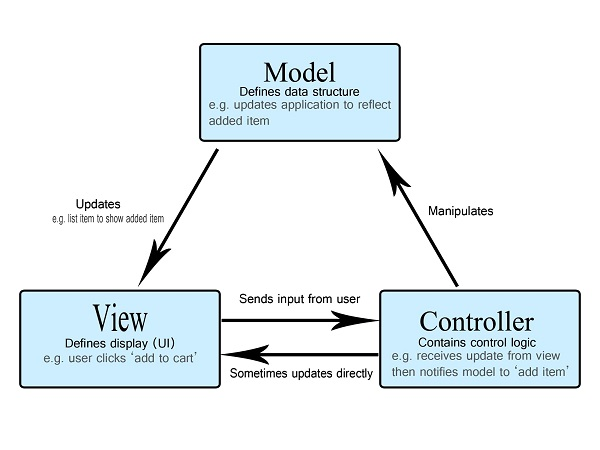 Model
Defines data structure
e.g. updates application to reflect
added item
Updates
e.g. list item to show added item
Manipulates
View
Defines display (UI)
e.g. user clicks ‘add to cart’
Sends input from user
Sometimes updates directly
Controller
Contains control logic
e.g. receives update from view
then notifies model to ‘add item’